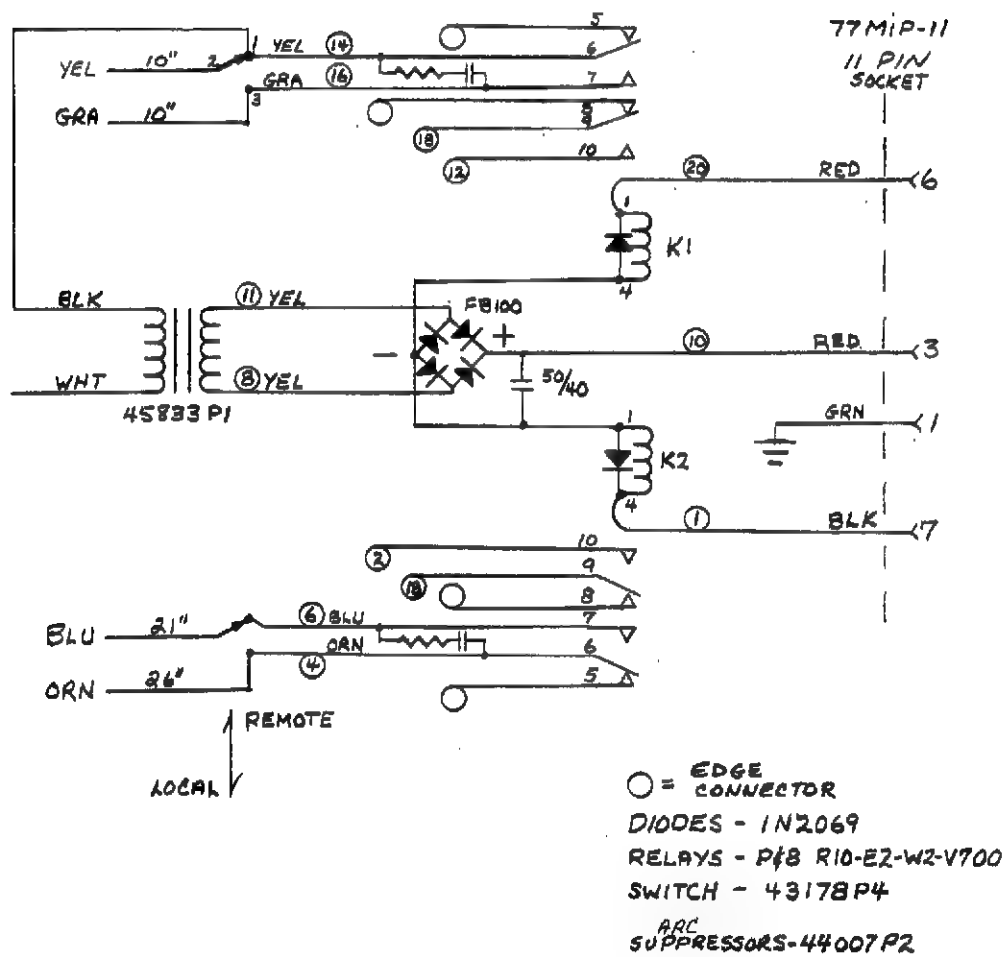 77MIP-11
11 PIN
SOCKET
5
6
7
8
9
10
YEL 10" 2 1 YEL 14
16 GRA
3
GRA 10"
18
12
20 RED 6
1
K1
4
BLK 11 YEL FB100
+
- 10 RED 3
WHT 8 YEL
50/40
45833 P1
GRN 1
1
K2
4
1 BLK 7
2 10
18 9
8
BLU 21" 6 BLU 7
4 ORN 6
ORN 26" 5
REMOTE
LOCAL
= EDGE
CONNECTOR
DIODES - 1N2069
RELAYS - P&B R10-E2-W2-V700
SWITCH - 43178P4
ARC
SUPPRESSORS-44007P2